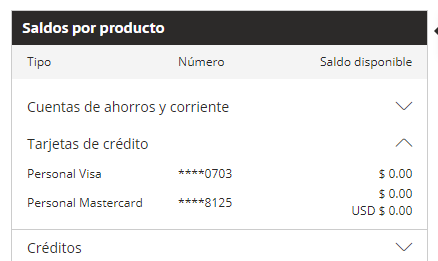 Saldos por producto
Tipo Número Saldo disponible
Cuentas de ahorros y corriente
Tarjetas de crédito
Personal Visa ****0703 $ 0.00
$ 0.00
Personal Mastercard ****8125
USD $ 0.00
Créditos